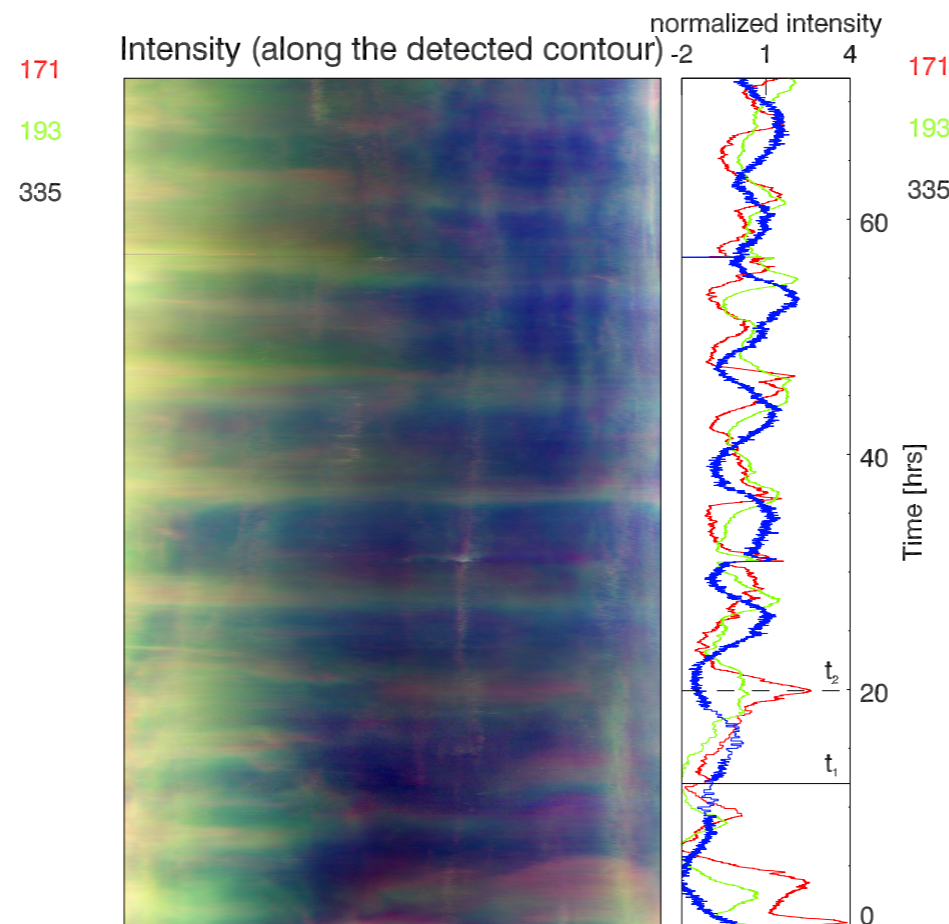 normalized intensity
Intensity (along the detected contour)
-2 1 4
171
193
335
171
193
335
60
40
20
0
Time [hrs]
t2
t1